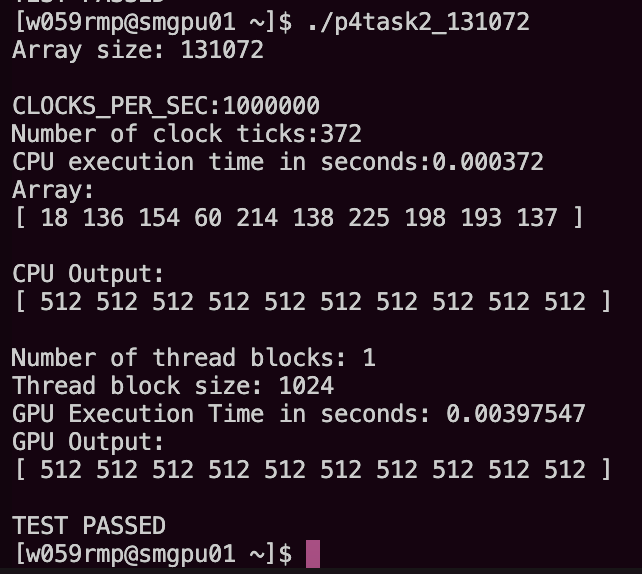 TEST PASSED
[w059rmp@smgpu01 ~]$ ./p4task2_131072
Array size: 131072
CLOCKS_PER_SEC:1000000
Number of clock ticks:372
CPU execution time in seconds:0.000372
Array:
[ 18 136 154 60 214 138 225 198 193 137 ]
CPU Output:
[ 512 512 512 512 512 512 512 512 512 512 ]
Number of thread blocks: 1
Thread block size: 1024
GPU Execution Time in seconds: 0.00397547
GPU Output:
[ 512 512 512 512 512 512 512 512 512 512 ]
TEST PASSED
[w059rmp@smgpu01 ~]$